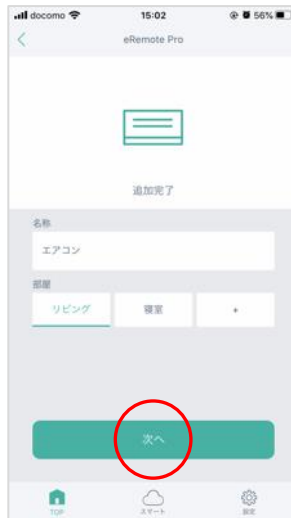 docomo 15:02 56%
eRemote Pro
追加完了
名称
エアコン
部屋
リビング 寝室 +
次へ
TOP スマート 設定